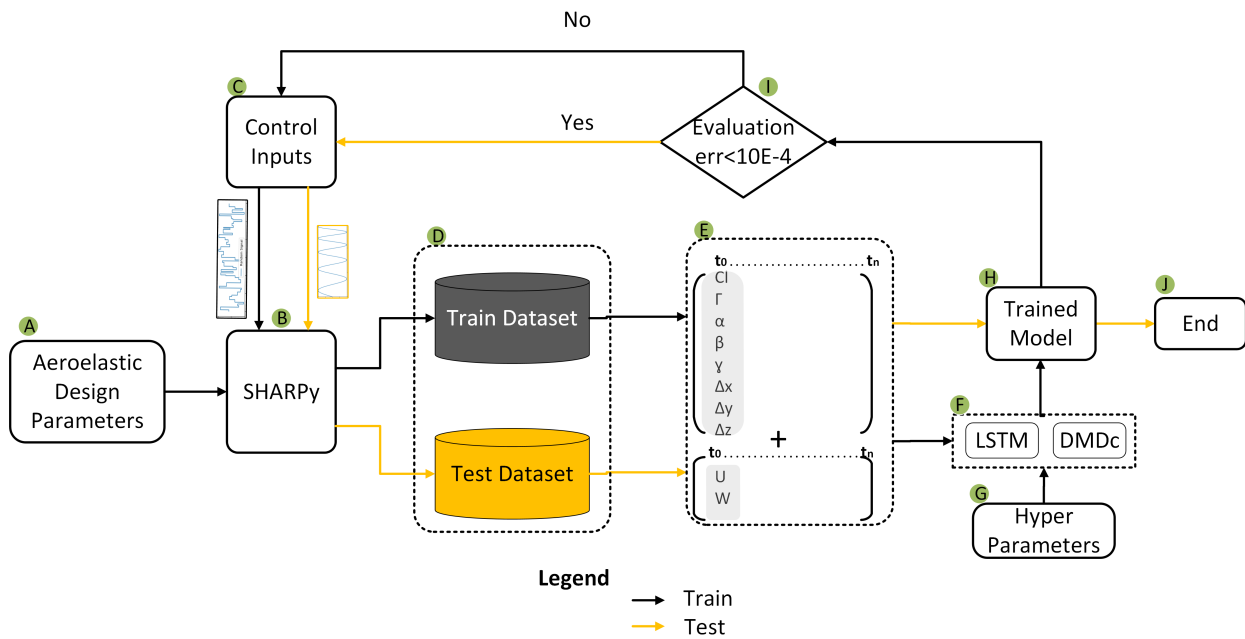 No
C
I
Control
Inputs
Yes
Evaluation
err<10E-4
A
Aeroelastic
Design
Parameters
B
SHARPy
D
Train Dataset
Test Dataset
E
t0......................tn
Cl
Γ
α
β
ɣ
Δx
Δy
Δz
+
t0......................tn
U
W
H
Trained
Model
J
End
F
LSTM
DMDc
G
Hyper
Parameters
Legend
Train
Test